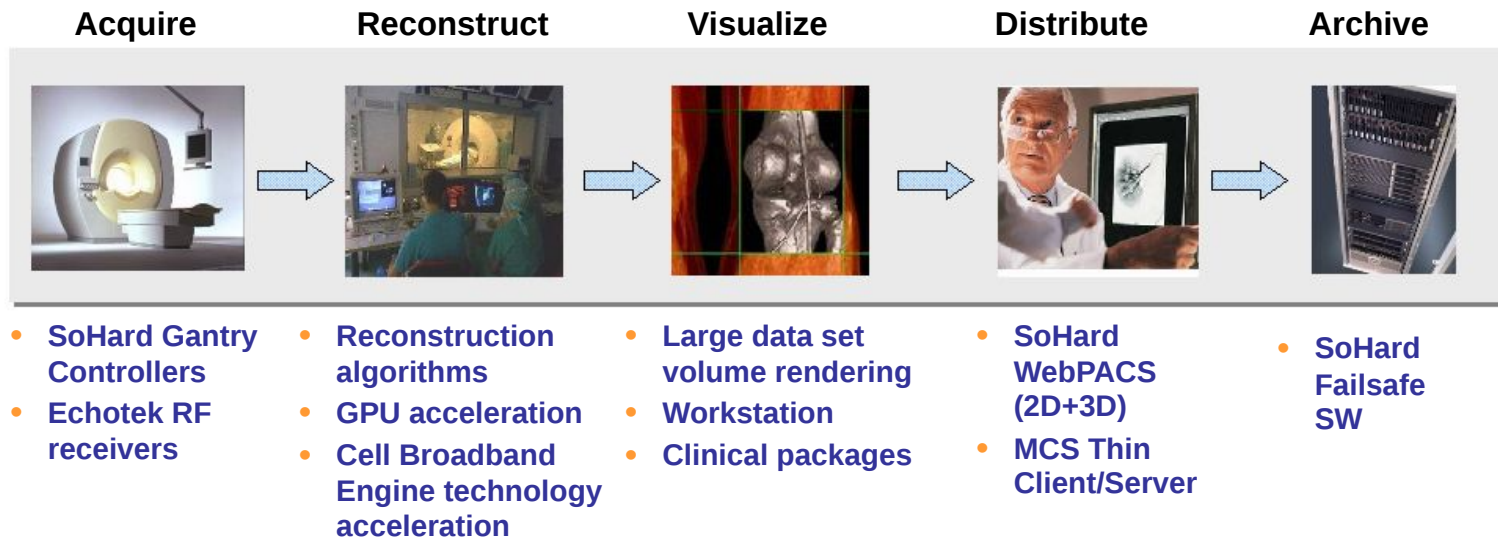 Acquire
Reconstruct
Visualize
Distribute
Archive
• SoHard Gantry
Controllers
• Echotek RF
receivers
• Reconstruction
algorithms
• GPU acceleration
• Cell Broadband
Engine technology
acceleration
• Large data set
volume rendering
• Workstation
• Clinical packages
• SoHard
WebPACS
(2D+3D)
• MCS Thin
Client/Server
• SoHard
Failsafe
SW